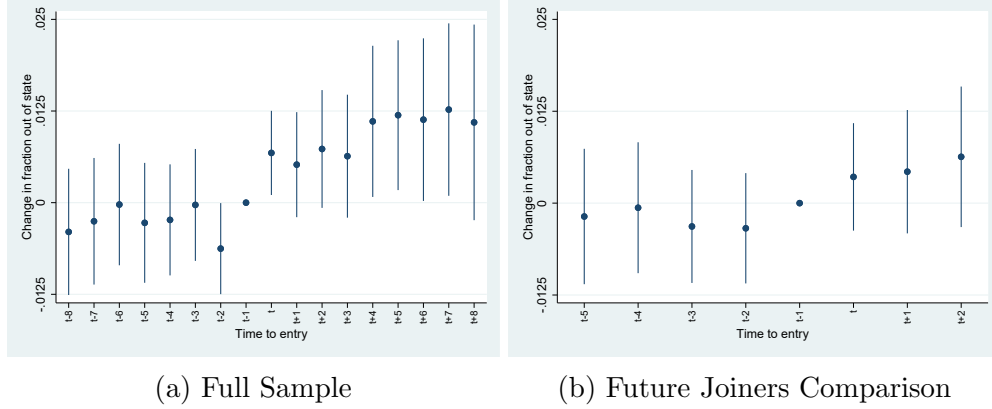 Change in fraction out of state
.025
.0125
0
-.0125
t-8 t-7 t-6 t-5 t-4 t-3 t-2 t-1 t t+1 t+2 t+3 t+4 t+5 t+6 t+7 t+8
Time to entry
(a) Full Sample
Change in fraction out of state
.025
.0125
0
-.0125
t-5 t-4 t-3 t-2 t-1 t t+1 t+2
Time to entry
(b) Future Joiners Comparison